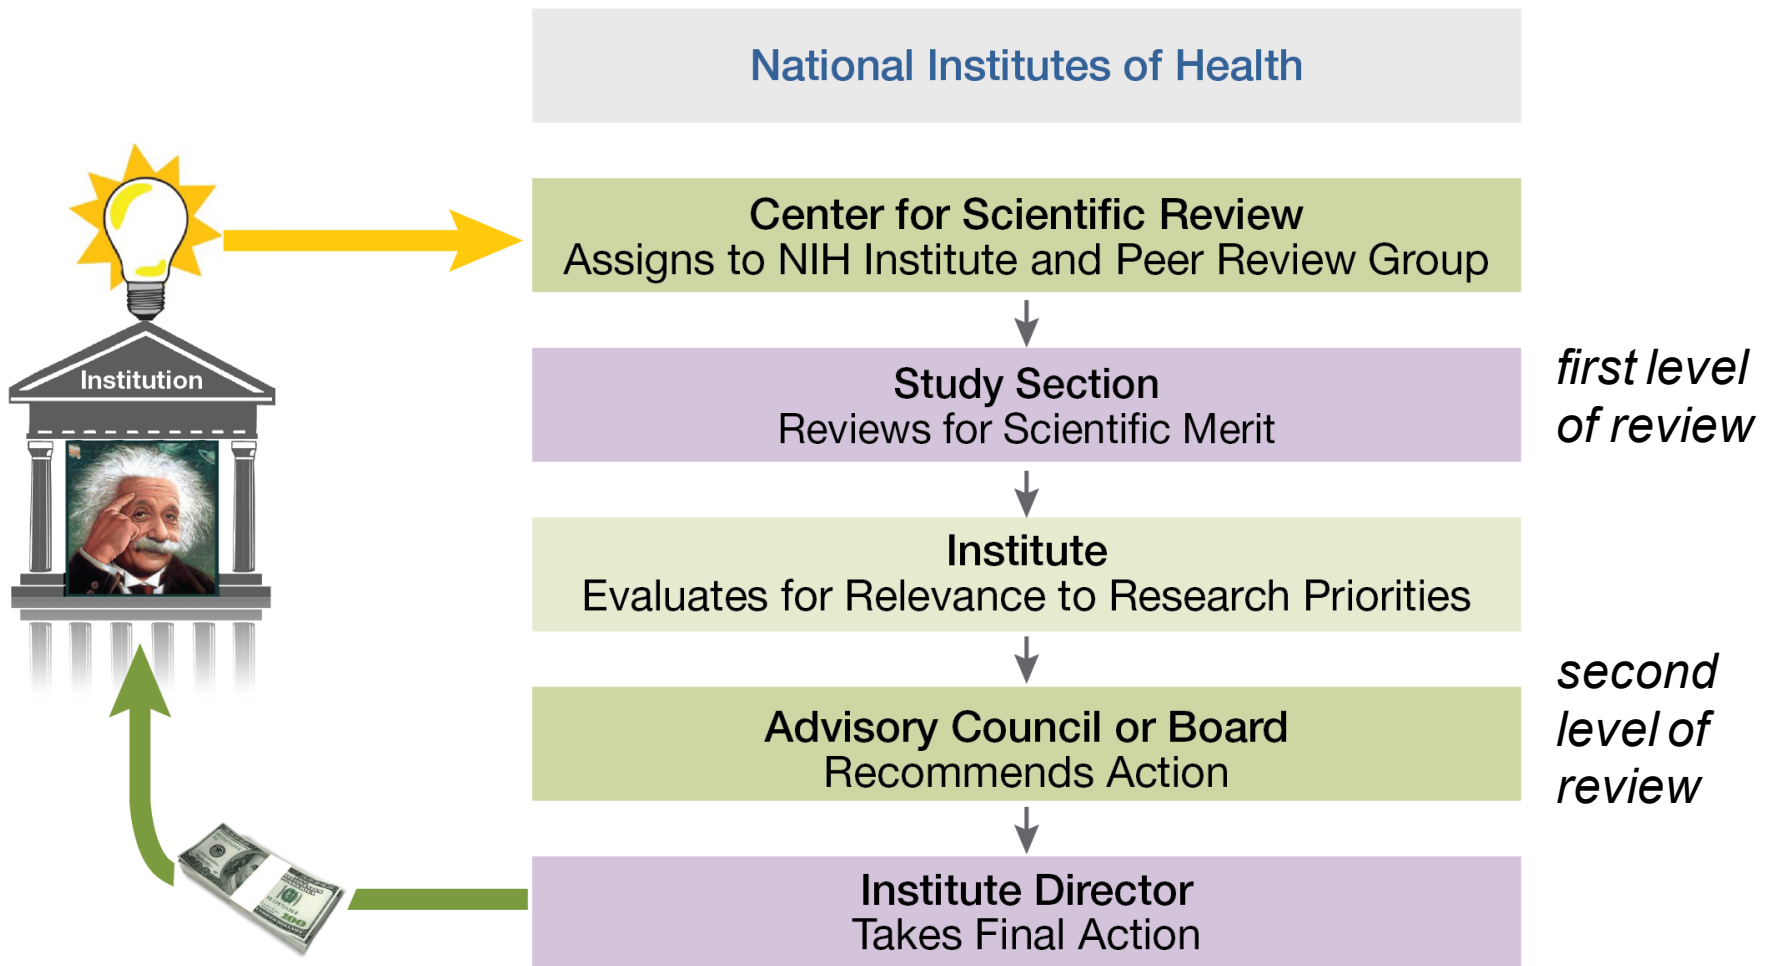 National Institutes of Health
Center for Scientific Review
Assigns to NIH Institute and Peer Review Group
Institution
Study Section
Reviews for Scientific Merit
first level
of review
Institute
Evaluates for Relevance to Research Priorities
second
level of
review
Advisory Council or Board
Recommends Action
Institute Director
Takes Final Action
100